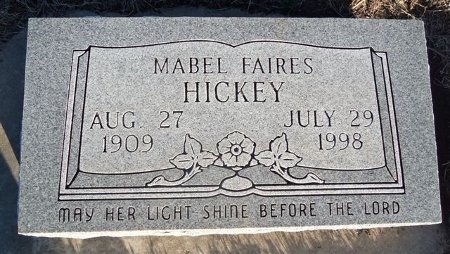 MABEL FAIRES
HICKEY
AUG. 27 JULY 29
1909 1998
MAY HER LIGHT SHINE BEFORE THE LORD